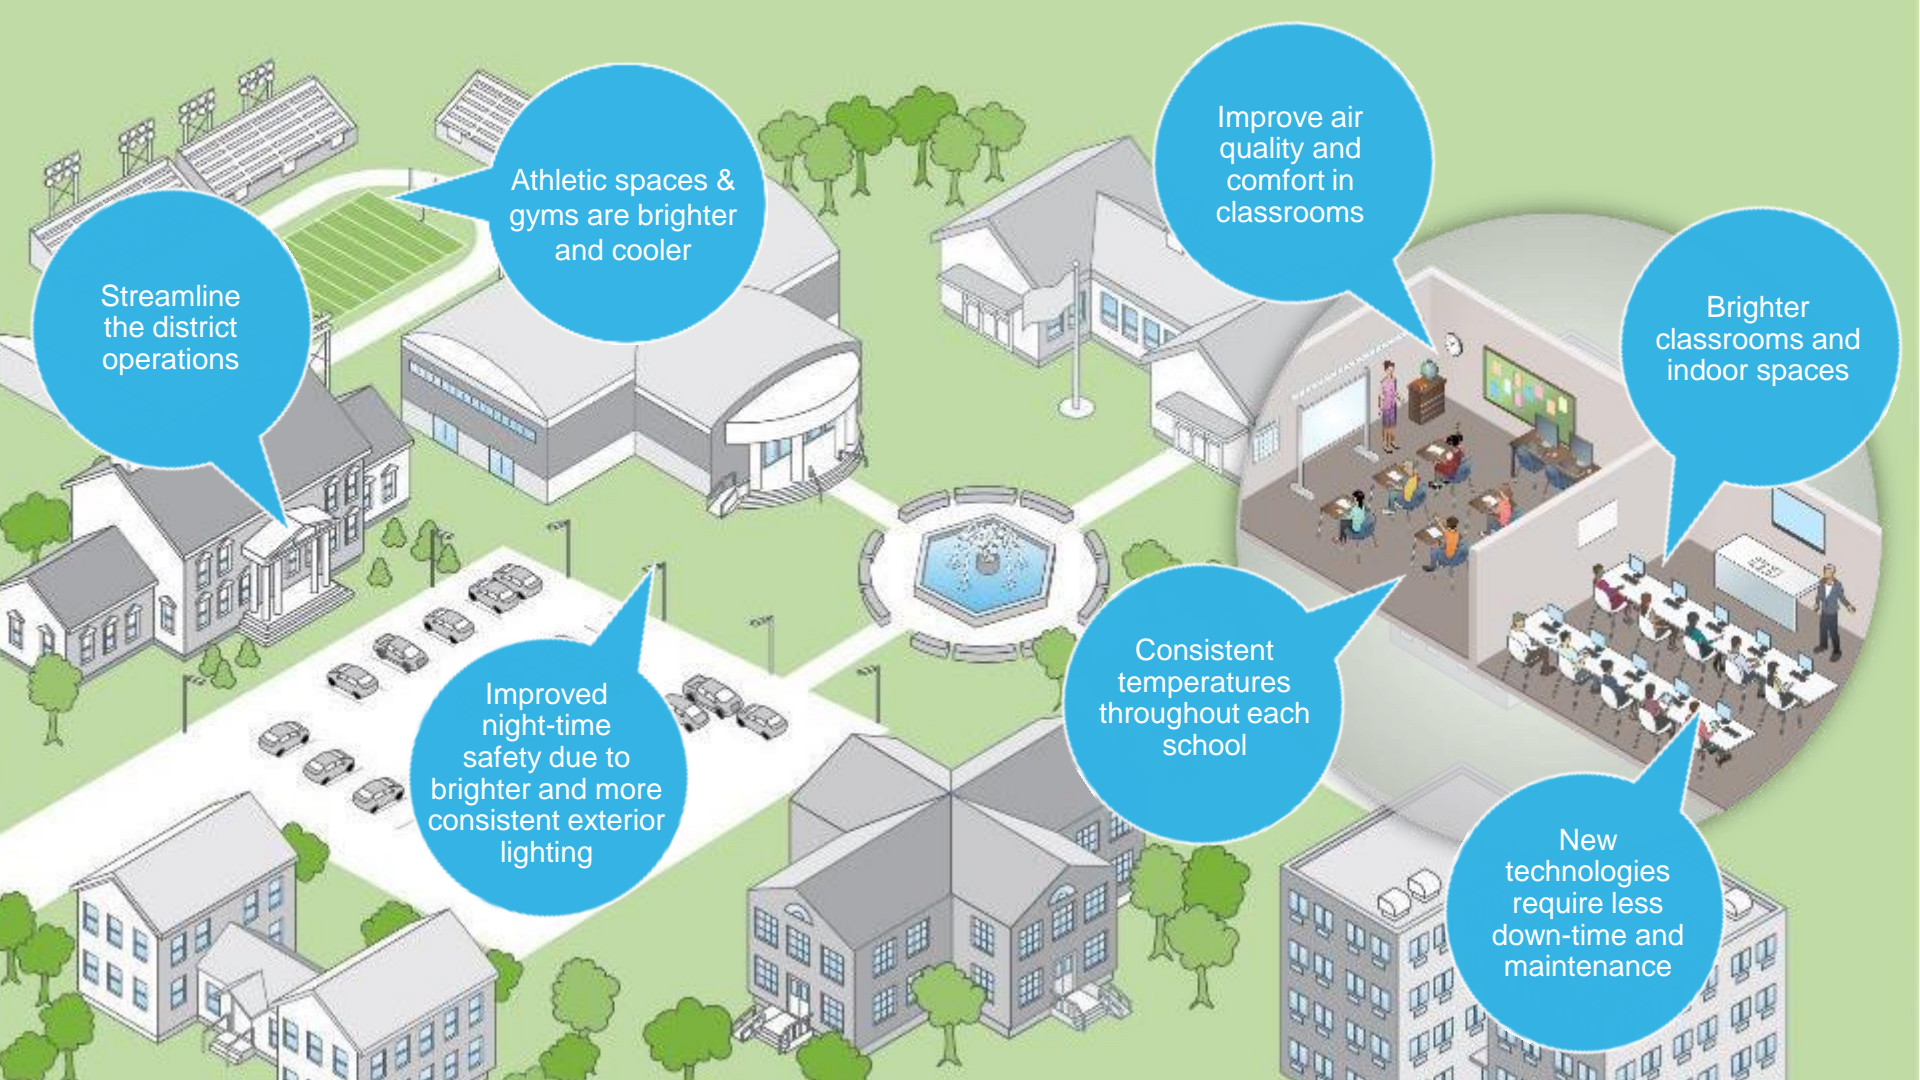 Streamline
the district
operations
Athletic spaces &
gyms are brighter
and cooler
Improve air
quality and
comfort in
classrooms
Brighter
classrooms and
indoor spaces
Improved
night-time
safety due to
brighter and more
consistent exterior
lighting
Consistent
temperatures
throughout each
school
New
technologies
require less
down-time and
maintenance